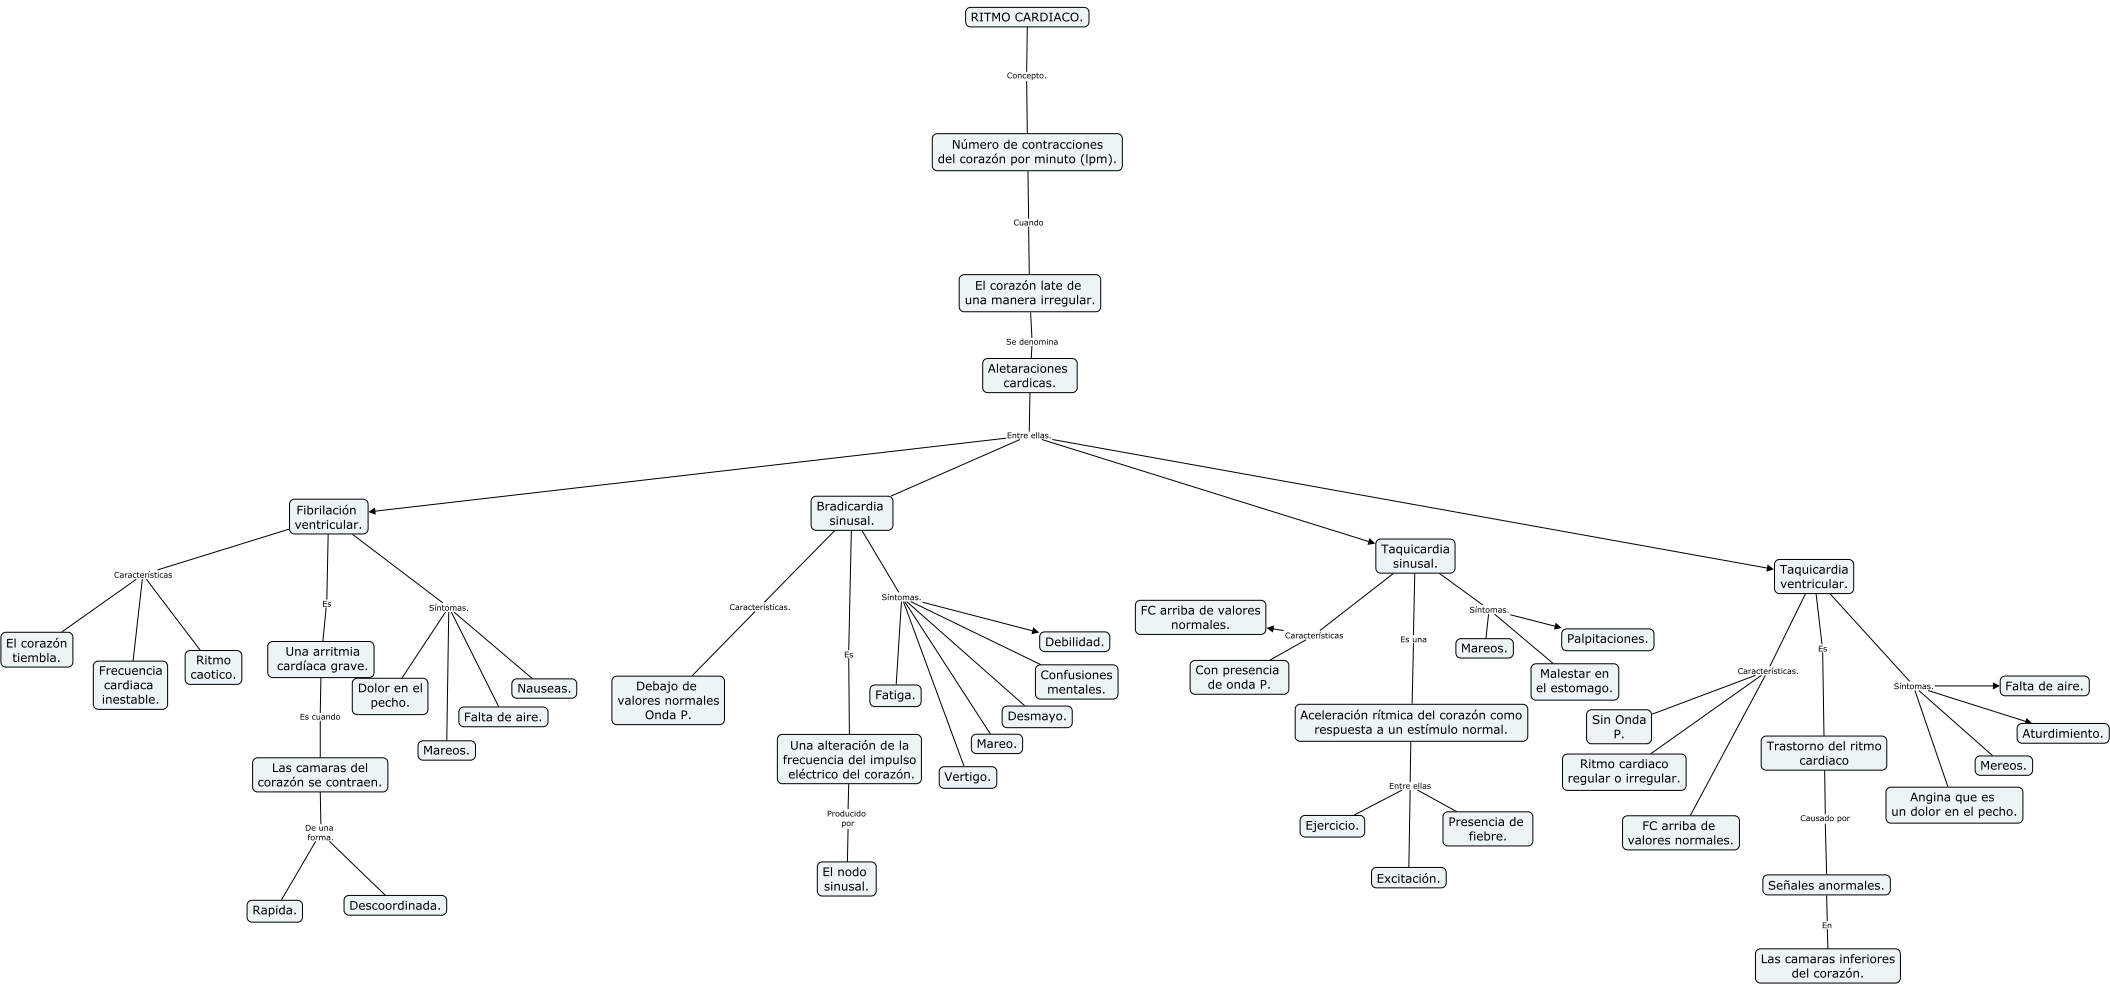 RITMO CARDIACO.
Concepto.
Número de contracciones
del corazón por minuto (lpm).
Cuando
El corazón late de
una manera irregular.
Se denomina
Aletaraciones
cardicas.
Entre ellas.
Fibrilación
ventricular.
Características
El corazón
tiembla.
Frecuencia
cardiaca
inestable.
Ritmo
caotico.
Es
Una arritmia
cardíaca grave.
Es cuando
Las camaras del
corazón se contraen.
De una
forma.
Rapida.
Descoordinada.
Síntomas.
Dolor en el
pecho.
Mareos.
Falta de aire.
Nauseas.
Bradicardia
sinusal.
Características.
Debajo de
valores normales
Onda P.
Es
Una alteración de la
frecuencia del impulso
eléctrico del corazón.
Producido
por
El nodo
sinusal.
Síntomas.
Fatiga.
Vertigo.
Mareo.
Desmayo.
Confusiones
mentales.
Debilidad.
Taquicardia
sinusal.
Características
FC arriba de valores
normales.
Con presencia
de onda P.
Es una
Aceleración rítmica del corazón como
respuesta a un estímulo normal.
Entre ellas
Ejercicio.
Excitación.
Presencia de
fiebre.
Síntomas.
Mareos.
Malestar en
el estomago.
Palpitaciones.
Taquicardia
ventricular.
Características.
Sin Onda
P.
Ritmo cardiaco
regular o irregular.
FC arriba de
valores normales.
Es
Trastorno del ritmo
cardiaco
Causado por
Señales anormales.
En
Las camaras inferiores
del corazón.
Síntomas.
Falta de aire.
Aturdimiento.
Mereos.
Angina que es
un dolor en el pecho.